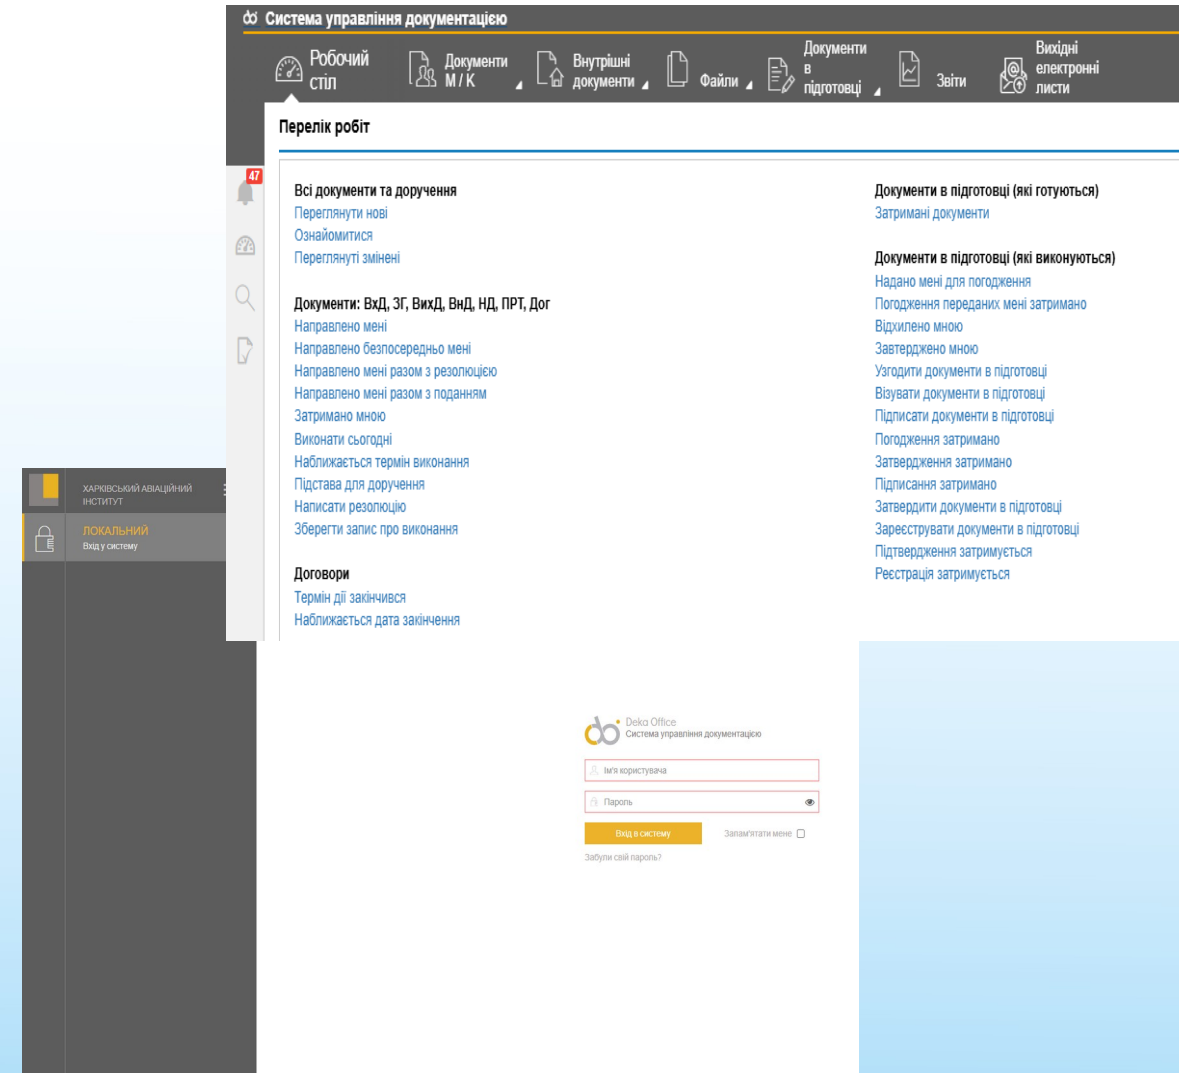 Система управління документацією
Робочий
стіл
Документи
М / К
Внутрішні
документи
Файли
Документи
в
підготовці
Звіти
Вихідні
електронні
листи
Перелік робіт
47
Всі документи та доручення
Переглянути нові
Ознайомитися
Переглянуті змінені
Документи: ВхД, ЗГ, ВихД, ВнД, НД, ПРТ, Дог
Направлено мені
Направлено безпосередньо мені
Направлено мені разом з резолюцією
Направлено мені разом з поданням
Затримано мною
Виконати сьогодні
Наближається термін виконання
Підстава для доручення
Написати резолюцію
Зберегти запис про виконання
Договори
Термін дії закінчився
Наближається дата закінчення
Документи в підготовці (які готуються)
Затримані документи
Документи в підготовці (які виконуються)
Надано мені для погодження
Погодження переданих мені затримано
Відхилено мною
Завтерджено мною
Узгодити документи в підготовці
Візувати документи в підготовці
Підписати документи в підготовці
Погодження затримано
Затвердження затримано
Підписання затримано
Затвердити документи в підготовці
Зареєструвати документи в підготовці
Підтвердження затримується
Реєстрація затримується
ХАРКІВСЬКИЙ АВІАЦІЙНИЙ
ІНСТИТУТ
ЛОКАЛЬНИЙ
Вхід у систему
Deka Office
Система управління документацією
Ім'я користувача
Пароль
Вхід в систему
Запам'ятати мене
Забули свій пароль?